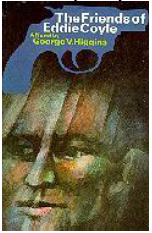 The Friends of
Eddie Coyle
A Novel by
George V. Higgins